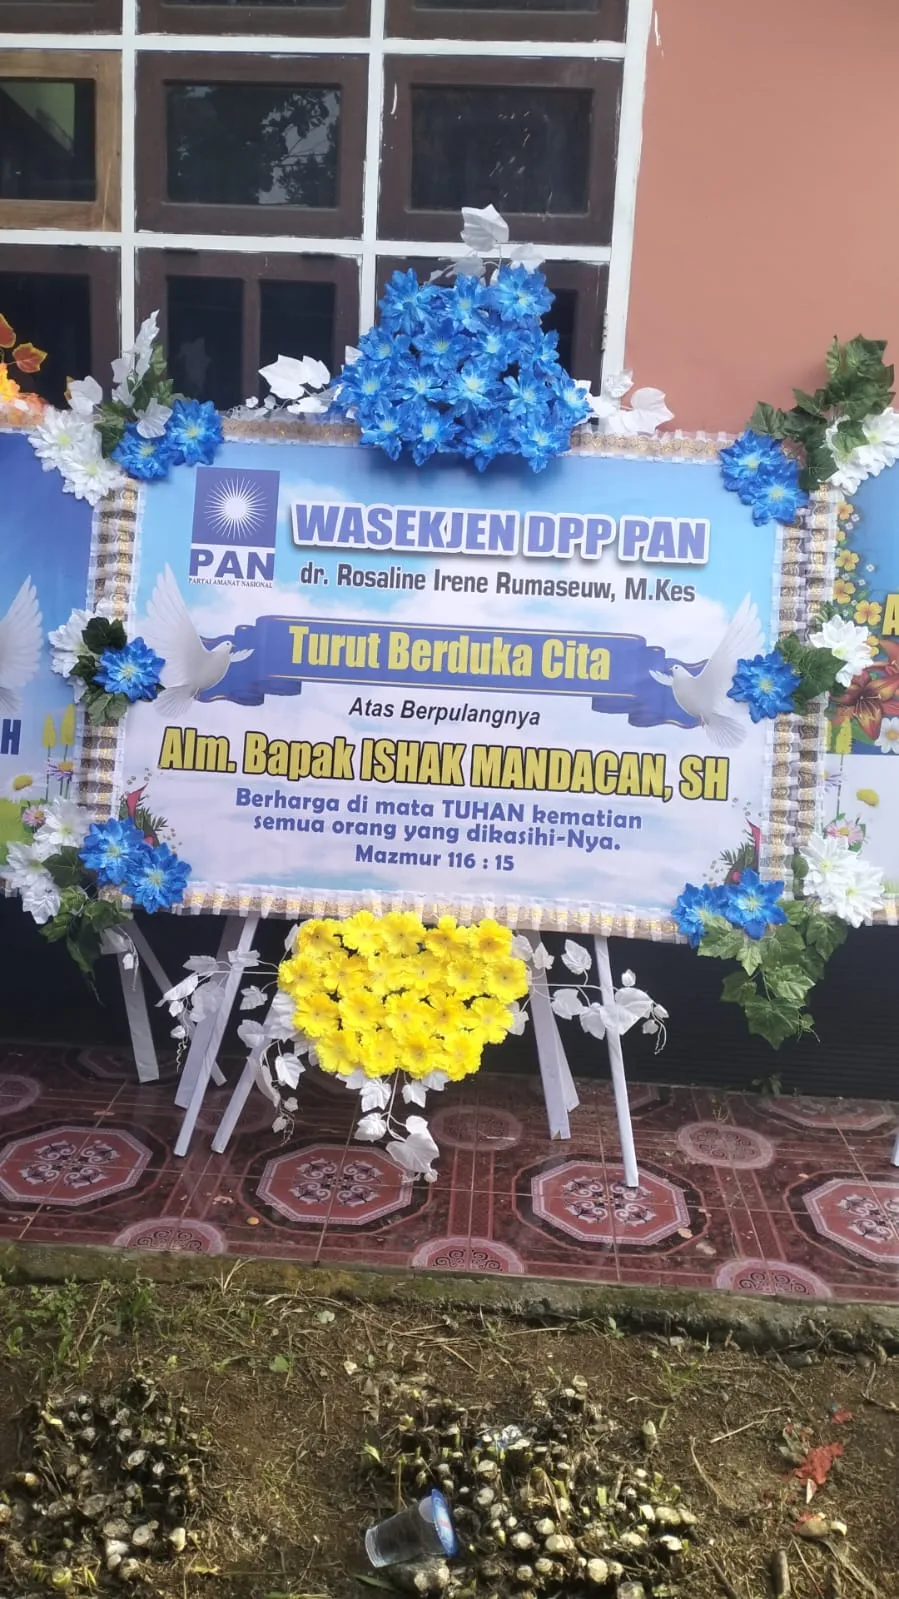 PAN
PARTAI AMANAT NASIONAL
WASEKJEN DPP PAN
dr. Rosaline Irene Rumaseuw, M.Kes
Turut Berduka Cita
Atas Berpulangnya
Alm. Bapak ISHAK MANDACAN, SH
Berharga di mata TUHAN kematian
semua orang yang dikasihi-Nya.
Mazmur 116 : 15
H
A